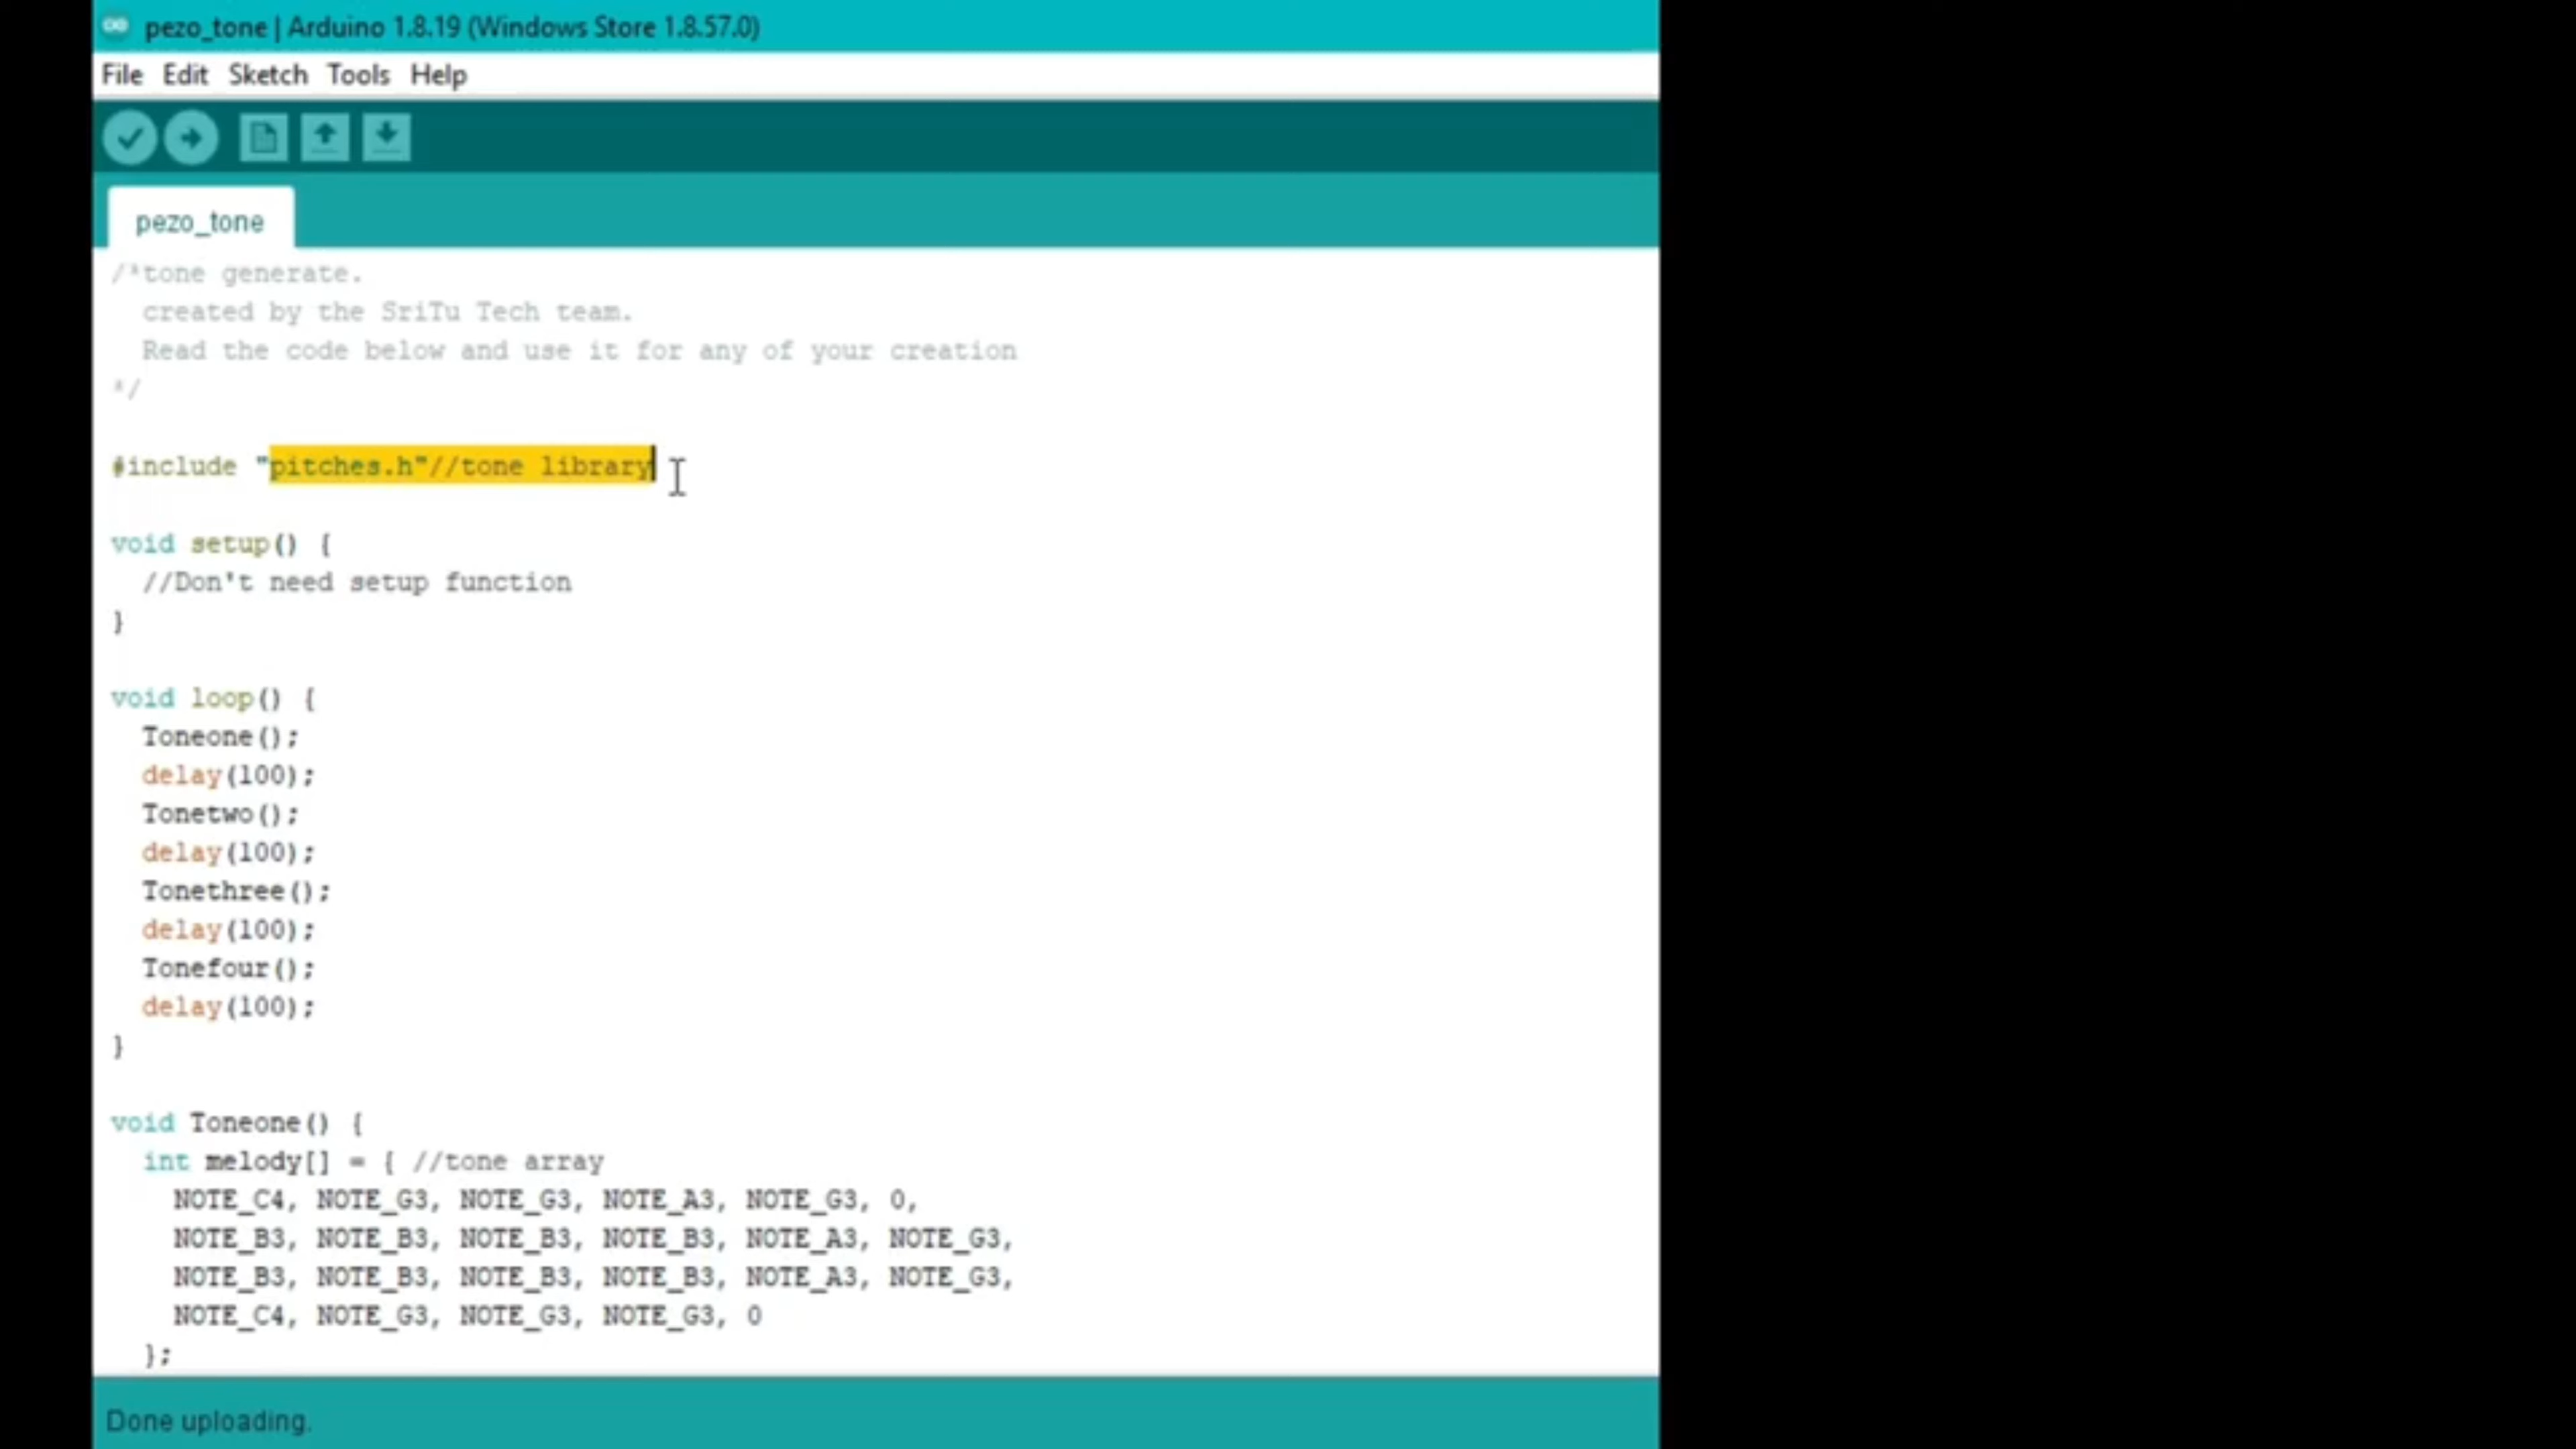 pezo_tone | Arduino 1.8.19 (Windows Store 1.8.57.0)
File Edit Sketch Tools Help
pezo_tone
/*tone generate.
  created by the SriTu Tech team.
  Read the code below and use it for any of your creation
*/
#include "pitches.h"//tone library
void setup() {
  //Don't need setup function
}
void loop() {
  Toneone();
  delay(100);
  Tonetwo();
  delay(100);
  Tonethree();
  delay(100);
  Tonefour();
  delay(100);
}
void Toneone() {
  int melody[] = { //tone array
    NOTE_C4, NOTE_G3, NOTE_G3, NOTE_A3, NOTE_G3, 0,
    NOTE_B3, NOTE_B3, NOTE_B3, NOTE_B3, NOTE_A3, NOTE_G3,
    NOTE_B3, NOTE_B3, NOTE_B3, NOTE_B3, NOTE_A3, NOTE_G3,
    NOTE_C4, NOTE_G3, NOTE_G3, NOTE_G3, 0
  };
Done uploading.